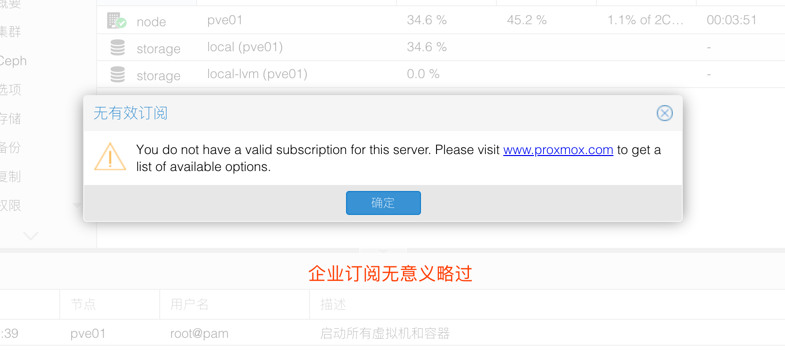 概要
node pve01 34.6 % 45.2 % 1.1% of 2C... 00:03:51
集群
storage local (pve01) 34.6 % -
Ceph
storage local-lvm (pve01) 0.0 % -
选项
无有效订阅
存储
You do not have a valid subscription for this server. Please visit www.proxmox.com to get a
备份
list of available options.
复制
权限
确定
企业订阅无意义略过
节点 用户名 描述
:39 pve01 root@pam 启动所有虚拟机和容器